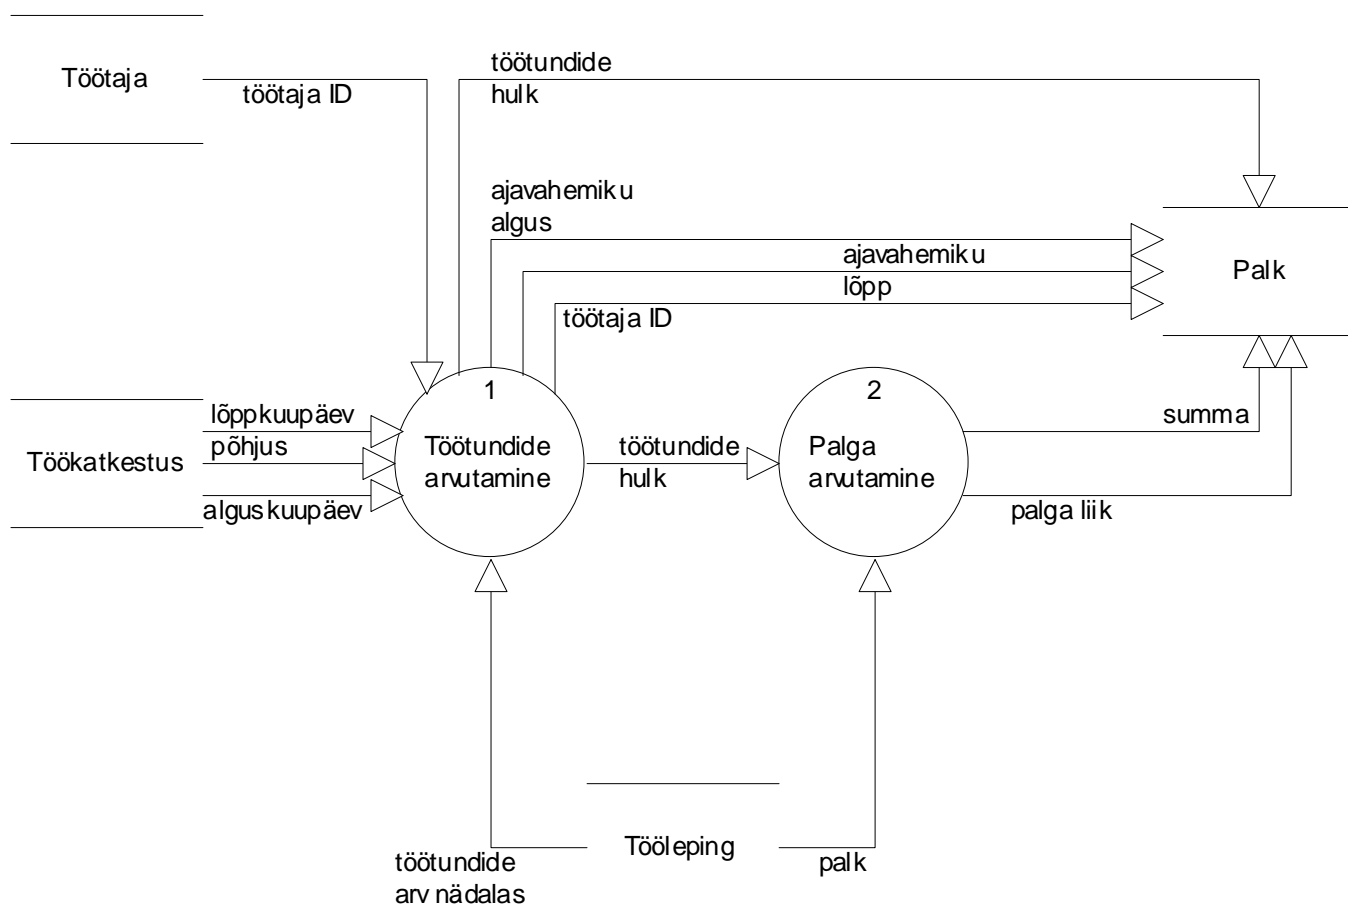 töötundide
hulk
Töötaja
töötaja ID
ajavahemiku
algus
ajavahemiku
lõpp
Palk
töötaja ID
1
2
lõppkuupäev
põhjus
Töökatkestus
alguskuupäev
Töötundide
arvutamine
töötundide
hulk
Palga
arvutamine
summa
palga liik
Tööleping
töötundide
arv nädalas
palk